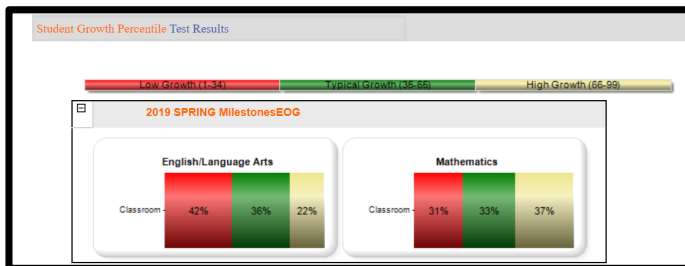 Student Growth Percentile Test Results
Low Growth (1-34) Typical Growth (35-65) High Growth (66-99)
2019 SPRING MilestonesEOG
English/Language Arts
Classroom 42% 36% 22%
Mathematics
Classroom 31% 33% 37%